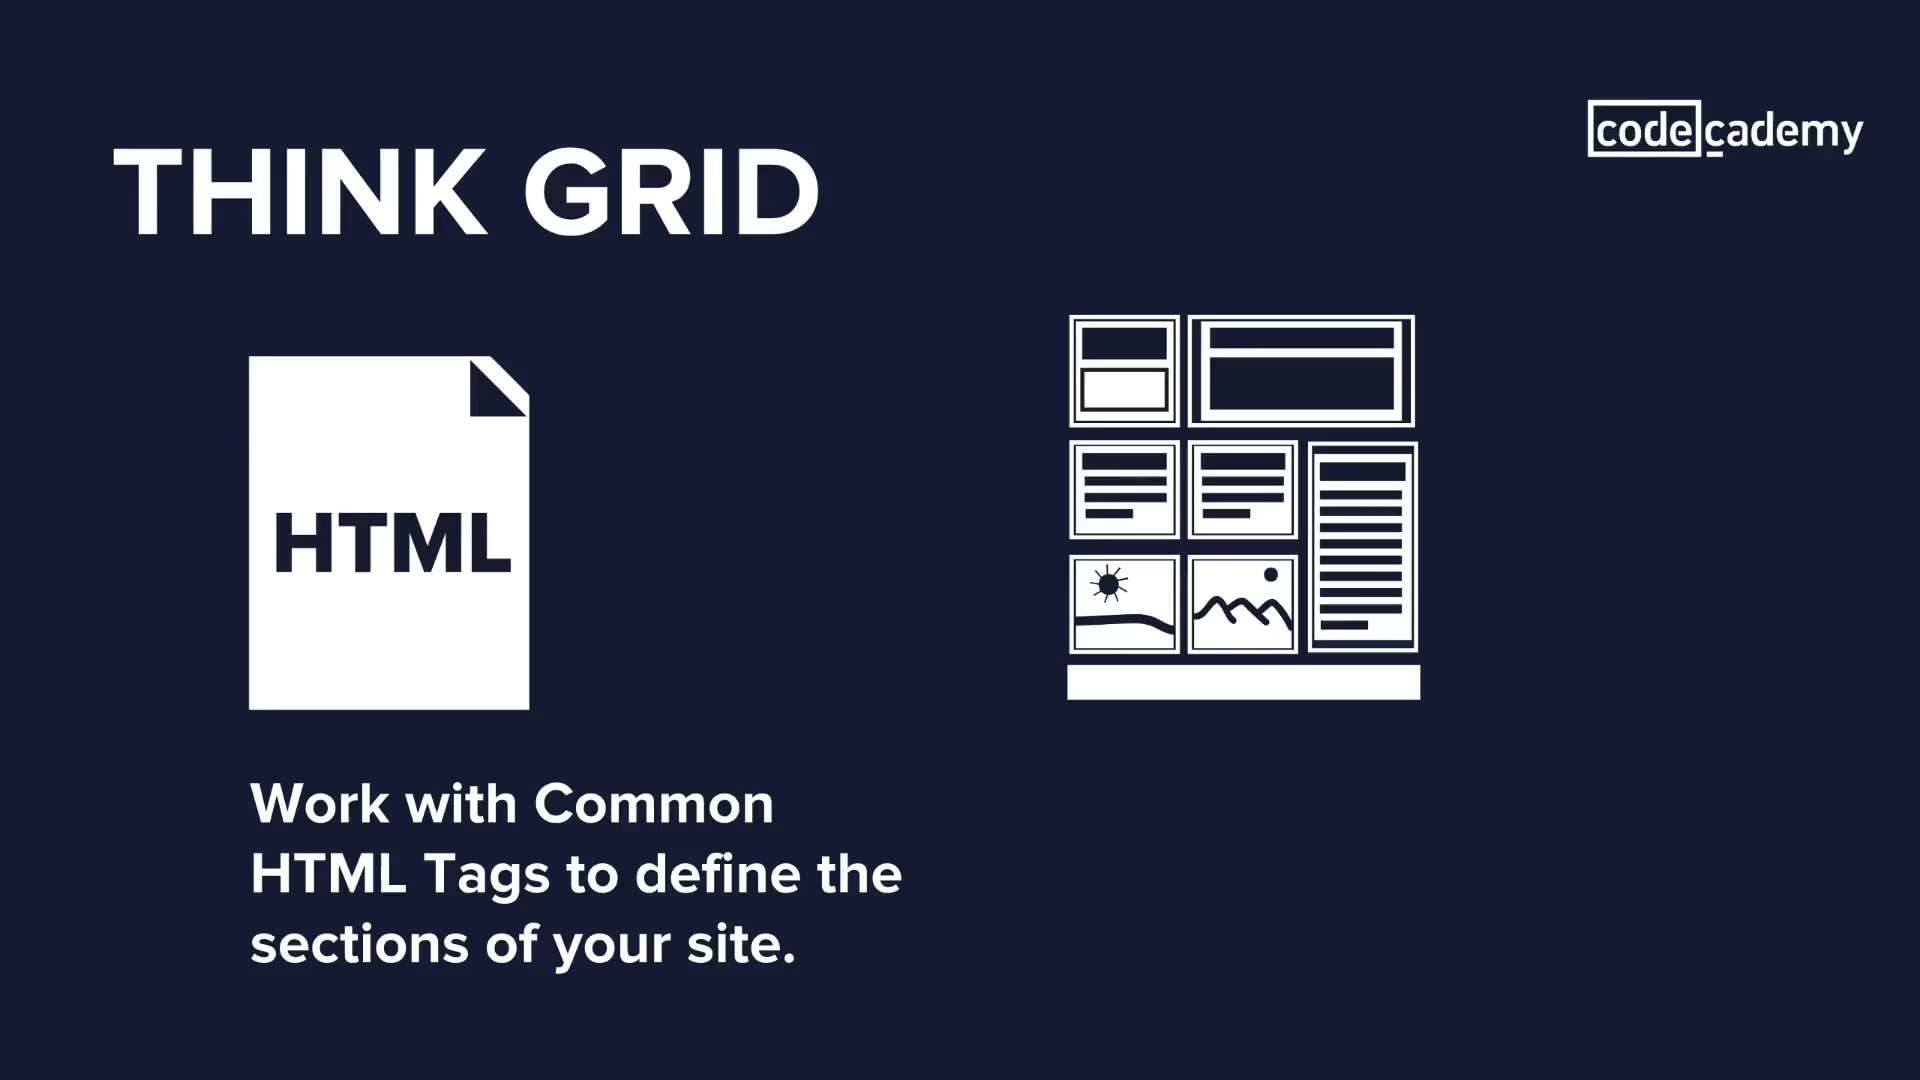 codecademy
THINK GRID
HTML
Work with Common
HTML Tags to define the
sections of your site.